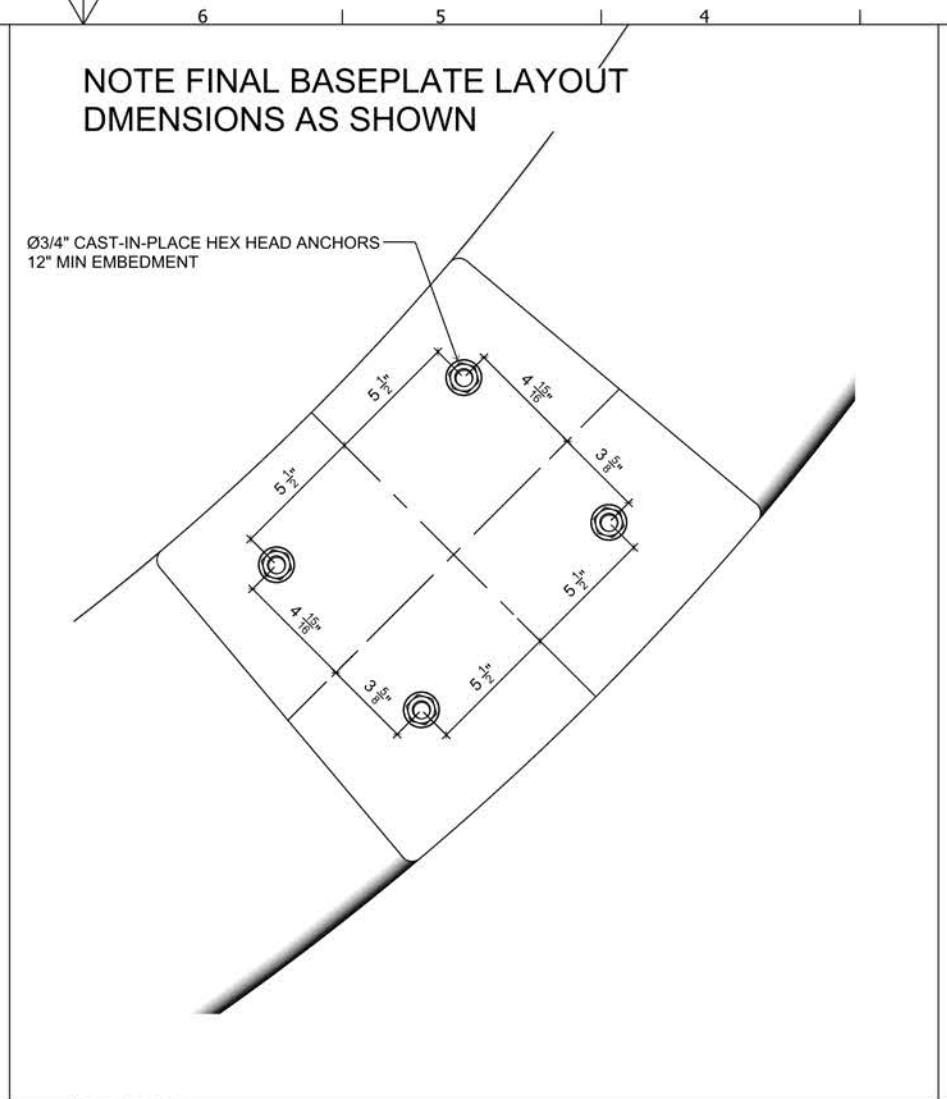 6 5 4
NOTE FINAL BASEPLATE LAYOUT
DMENSIONS AS SHOWN
Ø3/4" CAST-IN-PLACE HEX HEAD ANCHORS
12" MIN EMBEDMENT
5 1/2"
4 15/16"
5 1/2"
3 5/8"
5 1/2"
4 15/16"
5 1/2"
3 5/8"